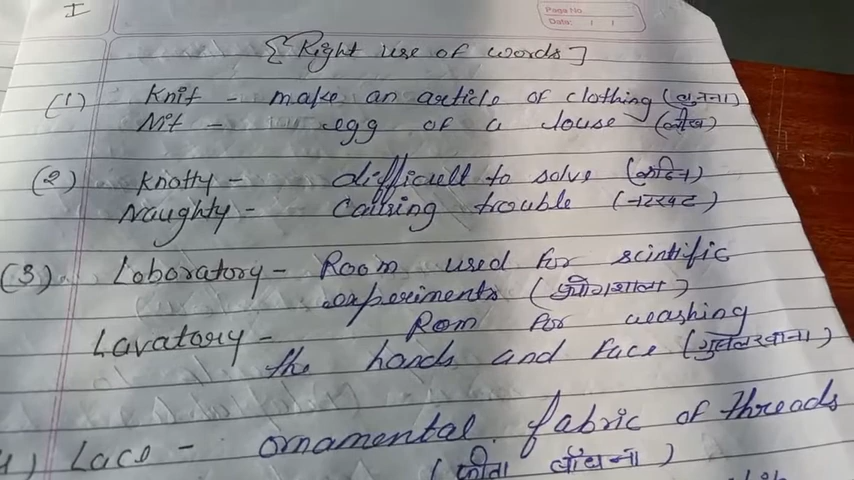 I
Page No.
Date: / /
{Right use of words]
(1) Knit - make an article of clothing (बुनना)
Nit - egg of a louse (लीख)
(2) Knotty - difficult to solve (कठिन)
Naughty - Causing trouble (नटखट)
(3) Loboratory - Room used for scintific
experiments (प्रयोगशाला)
Lavatory - Rom for washing
the hands and face (गुसलखाना)
4) Lace - ornamental fabric of threads
(फीता बाँधना)